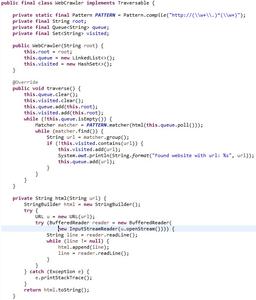 public final class WebCrawler implements Traversable {
private static final Pattern PATTERN = Pattern.compile("http://(\\w+\\.)*(\\w+)");
private final String root;
private final Queue<String> queue;
private final Set<String> visited;
public WebCrawler(String root) {
this.root = root;
this.queue = new LinkedList<>();
this.visited = new HashSet<>();
}
@Override
public void traverse() {
this.queue.clear();
this.visited.clear();
this.queue.add(this.root);
this.visited.add(this.root);
while (!this.queue.isEmpty()) {
Matcher matcher = PATTERN.matcher(html(this.queue.poll()));
while (matcher.find()) {
String url = matcher.group();
if (!this.visited.contains(url)) {
this.visited.add(url);
System.out.println(String.format("Found website with url: %s", url));
this.queue.add(url);
}
}
}
}
private String html(String url) {
StringBuilder html = new StringBuilder();
try {
URL u = new URL(url);
try (BufferedReader reader = new BufferedReader(
new InputStreamReader(u.openStream()))) {
String line = reader.readLine();
while (line != null) {
html.append(line);
line = reader.readLine();
}
}
} catch (Exception e) {
e.printStackTrace();
}
return html.toString();
}